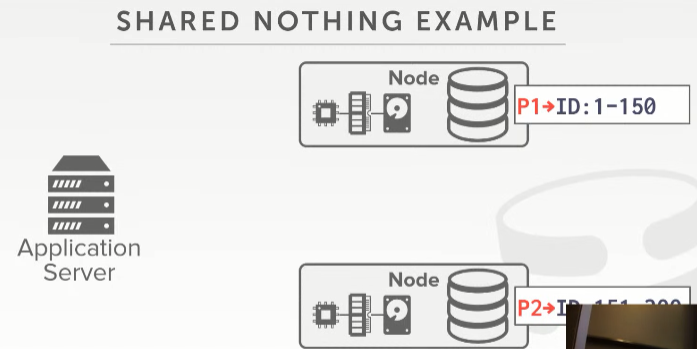 SHARED NOTHING EXAMPLE
Node
P1→ID:1-150
Application
Server
Node
P2→